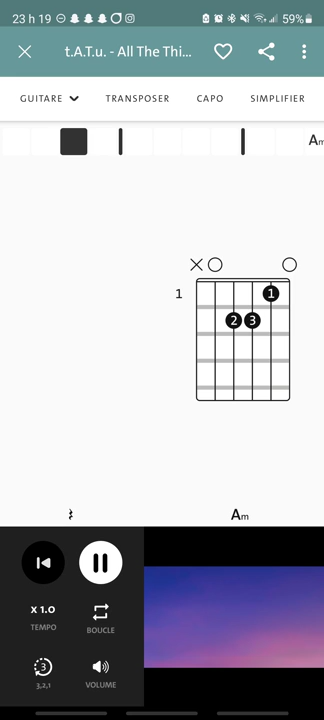 23 h 19
59%
t.A.T.u. - All The Thi...
GUITARE TRANSPOSER CAPO SIMPLIFIER
Am
1
1
2 3
Am
x 1.0
TEMPO
BOUCLE
3
3,2,1
VOLUME